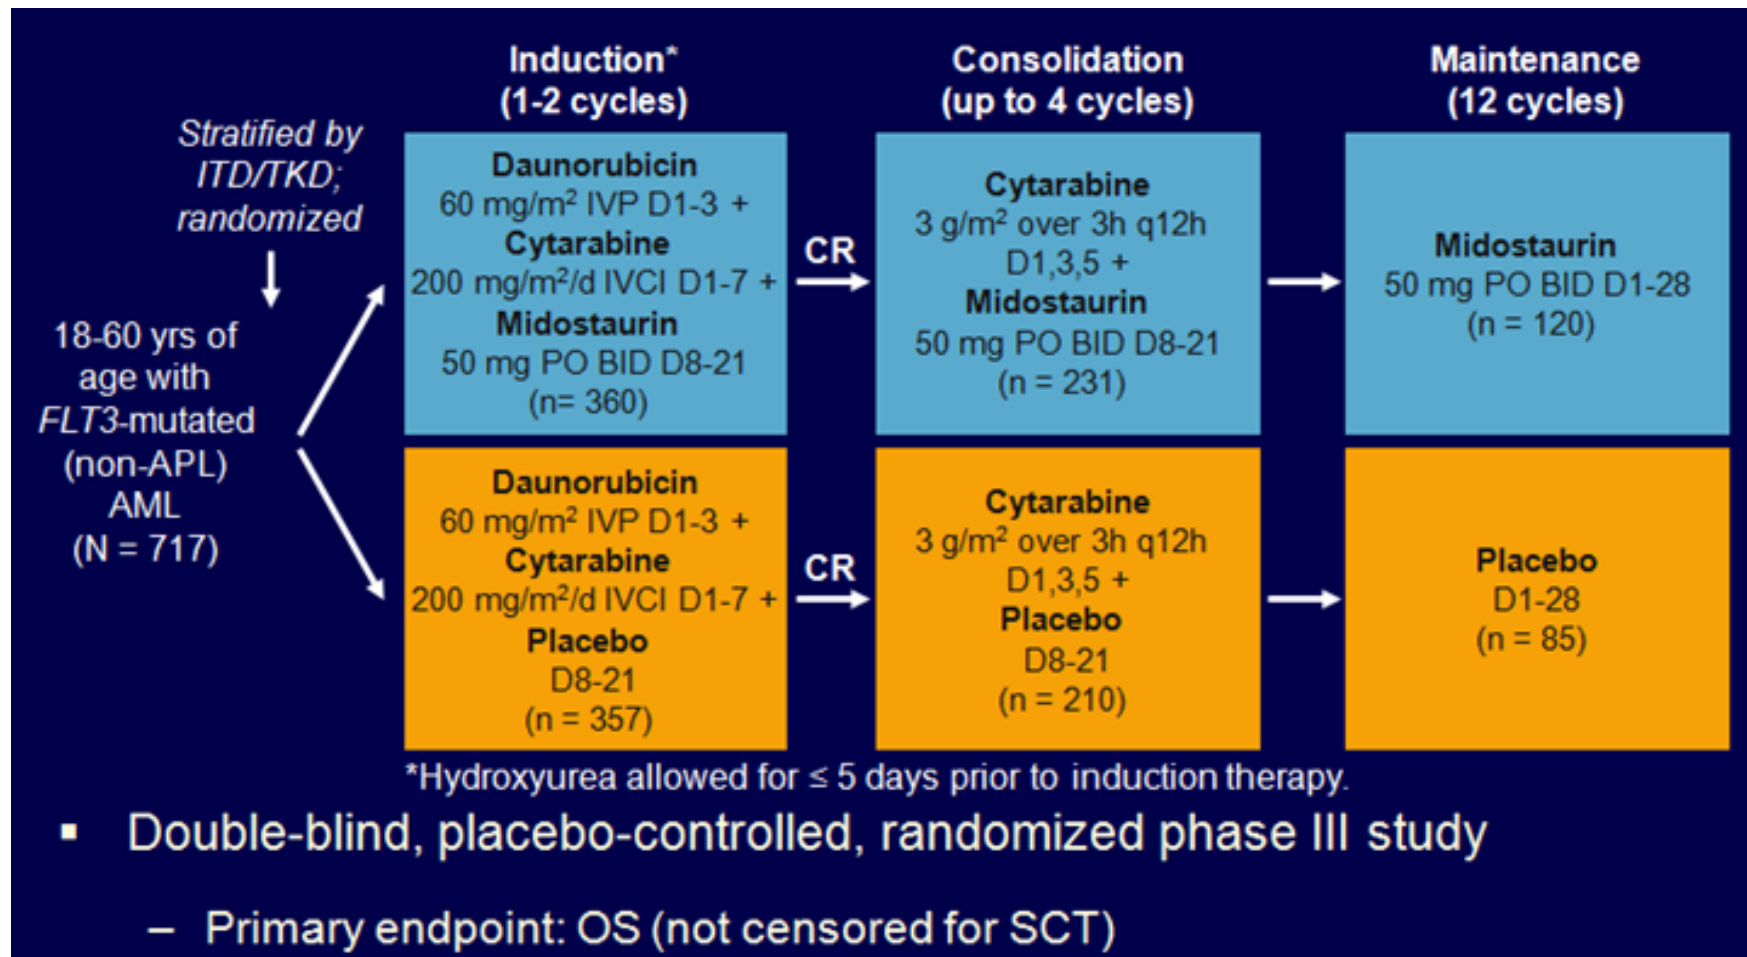 Induction*
(1-2 cycles)
Consolidation
(up to 4 cycles)
Maintenance
(12 cycles)
Stratified by
ITD/TKD;
randomized
18-60 yrs of
age with
FLT3-mutated
(non-APL)
AML
(N = 717)
Daunorubicin
60 mg/m² IVP D1-3 +
Cytarabine
200 mg/m²/d IVCI D1-7 +
Midostaurin
50 mg PO BID D8-21
(n= 360)
CR
Cytarabine
3 g/m² over 3h q12h
D1,3,5 +
Midostaurin
50 mg PO BID D8-21
(n = 231)
Midostaurin
50 mg PO BID D1-28
(n = 120)
Daunorubicin
60 mg/m² IVP D1-3 +
Cytarabine
200 mg/m²/d IVCI D1-7 +
Placebo
D8-21
(n = 357)
CR
Cytarabine
3 g/m² over 3h q12h
D1,3,5 +
Placebo
D8-21
(n = 210)
Placebo
D1-28
(n = 85)
*Hydroxyurea allowed for ≤ 5 days prior to induction therapy.
▪ Double-blind, placebo-controlled, randomized phase III study
– Primary endpoint: OS (not censored for SCT)